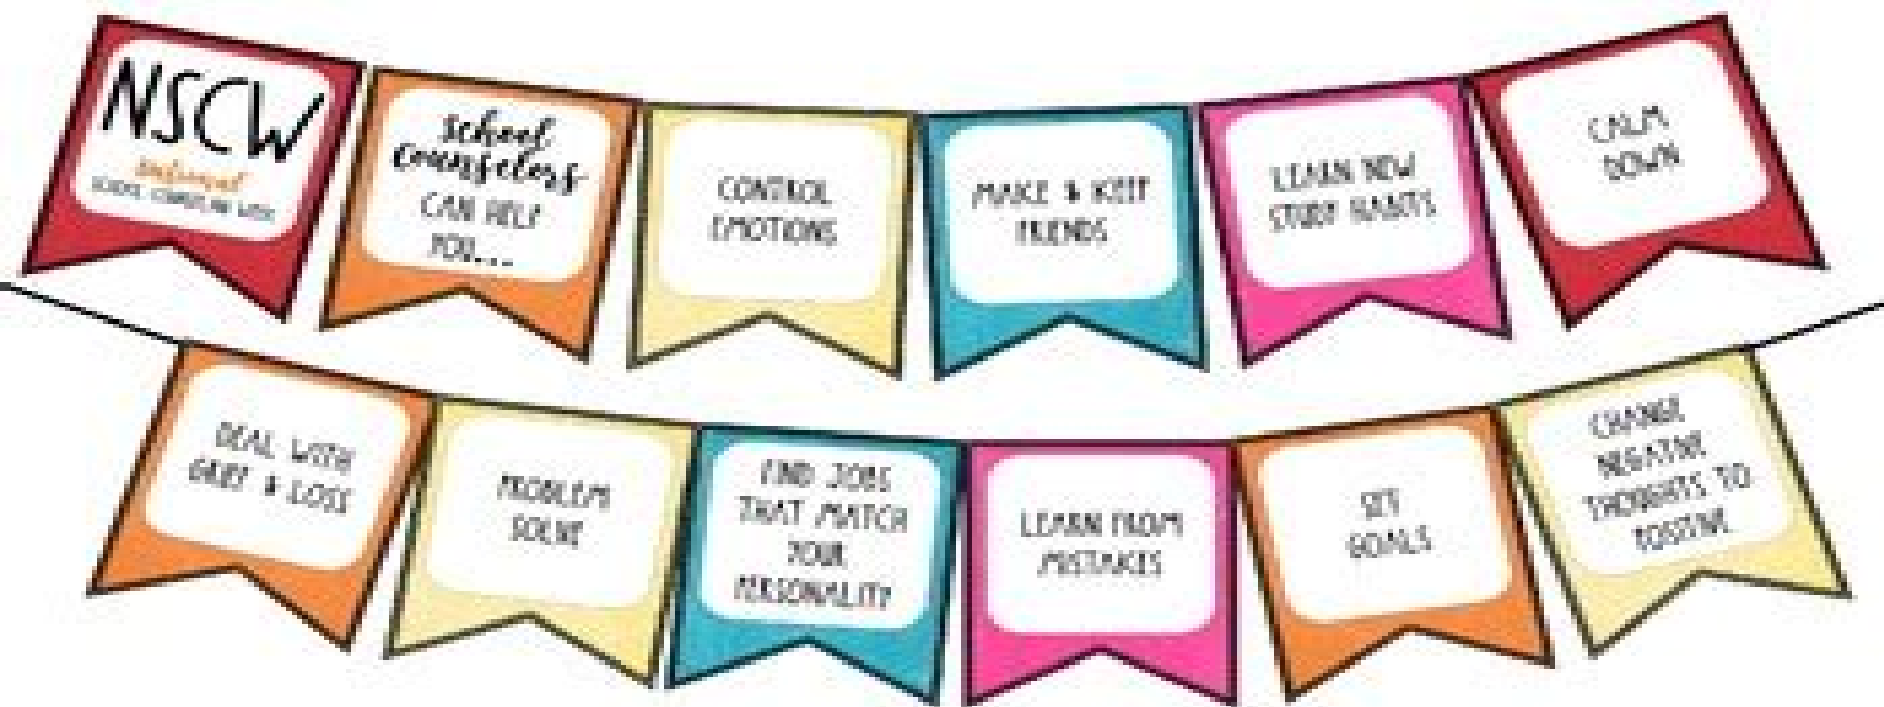 NSCW
national
SCHOOL COUNSELING WEEK
School
Counselors
CAN HELP
YOU...
CONTROL
EMOTIONS
MAKE & KEEP
FRIENDS
LEARN NEW
STUDY HABITS
CALM
DOWN
DEAL WITH
GRIEF & LOSS
PROBLEM
SOLVE
FIND JOBS
THAT MATCH
YOUR
PERSONALITY
LEARN FROM
MISTAKES
SET
GOALS
CHANGE
NEGATIVE
THOUGHTS TO
POSITIVE